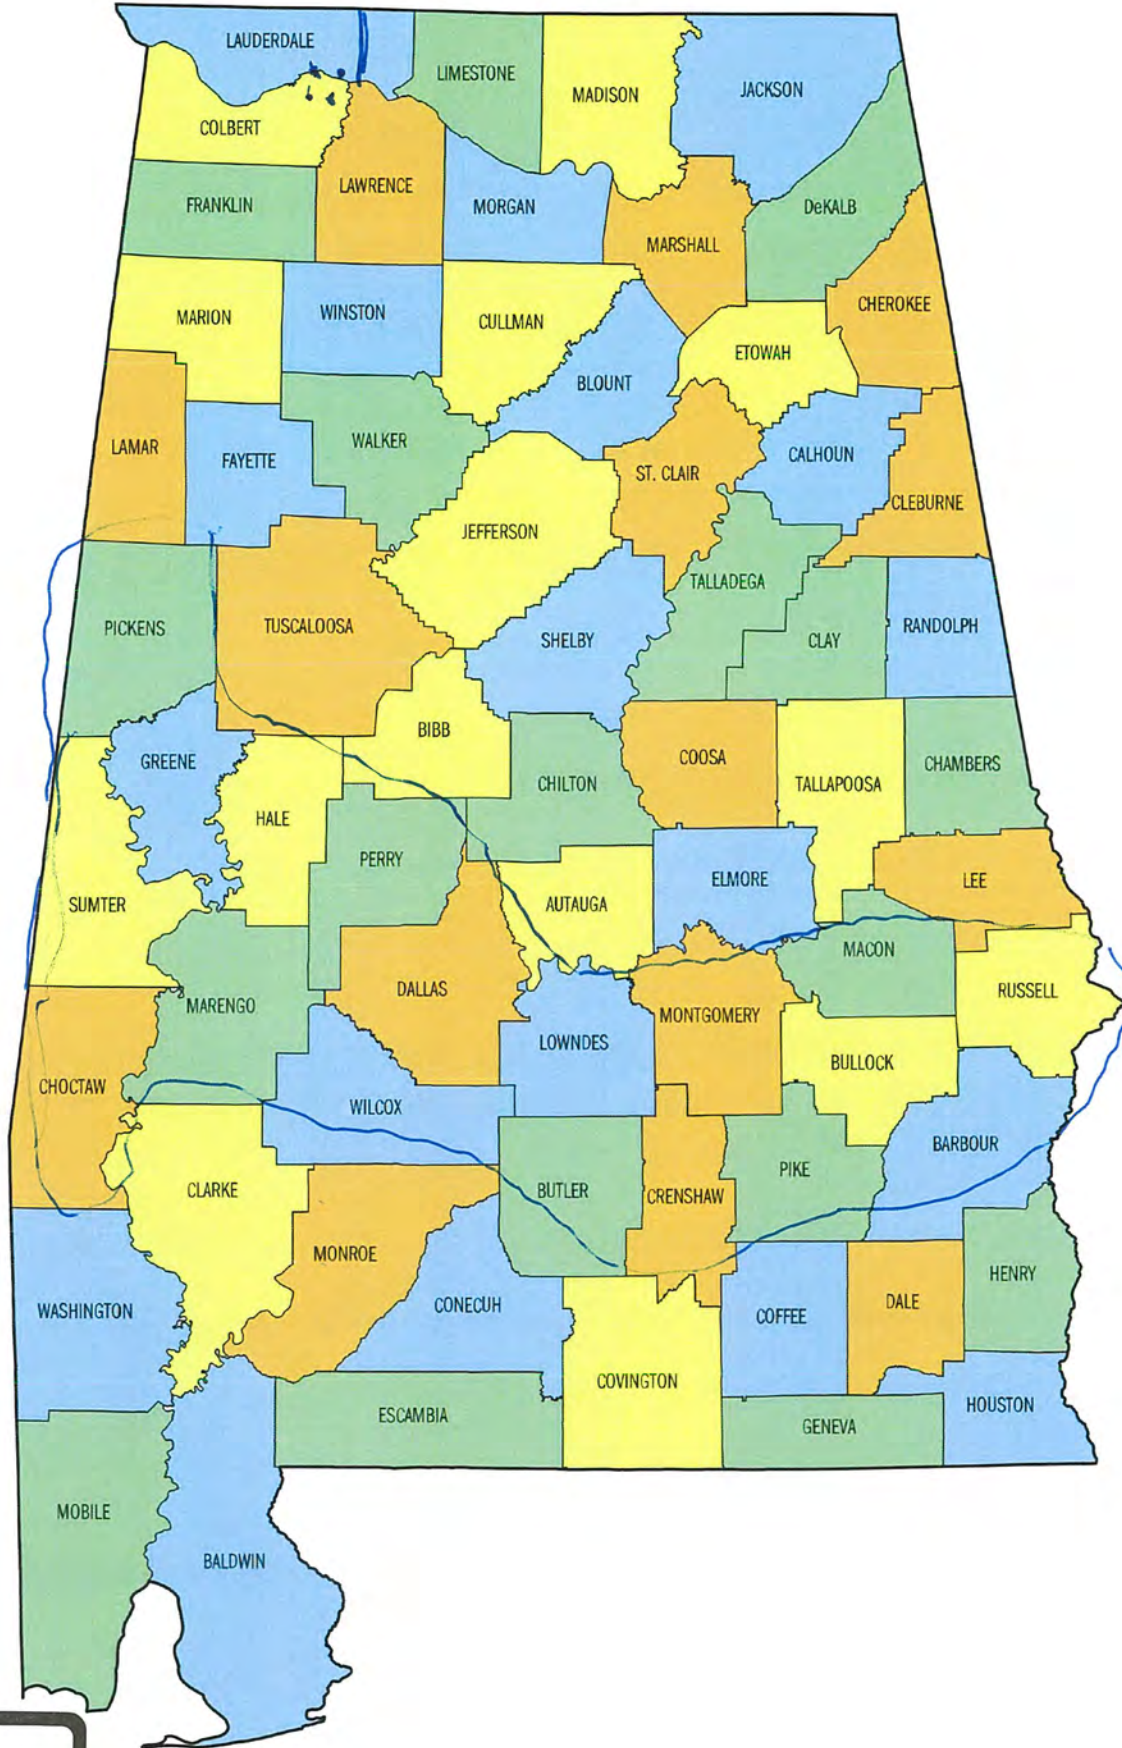 LAUDERDALE
LIMESTONE
MADISON
JACKSON
COLBERT
LAWRENCE
FRANKLIN
MORGAN
DeKALB
MARSHALL
CHEROKEE
MARION
WINSTON
CULLMAN
ETOWAH
BLOUNT
LAMAR
FAYETTE
WALKER
ST. CLAIR
CALHOUN
CLEBURNE
JEFFERSON
TALLADEGA
PICKENS
TUSCALOOSA
SHELBY
CLAY
RANDOLPH
GREENE
BIBB
COOSA
CHAMBERS
CHILTON
TALLAPOOSA
HALE
PERRY
SUMTER
AUTAUGA
ELMORE
LEE
MACON
DALLAS
RUSSELL
MARENGO
MONTGOMERY
LOWNDES
BULLOCK
CHOCTAW
WILCOX
BARBOUR
CLARKE
BUTLER
CRENSHAW
PIKE
MONROE
HENRY
WASHINGTON
CONECUH
COFFEE
DALE
COVINGTON
ESCAMBIA
GENEVA
HOUSTON
MOBILE
BALDWIN